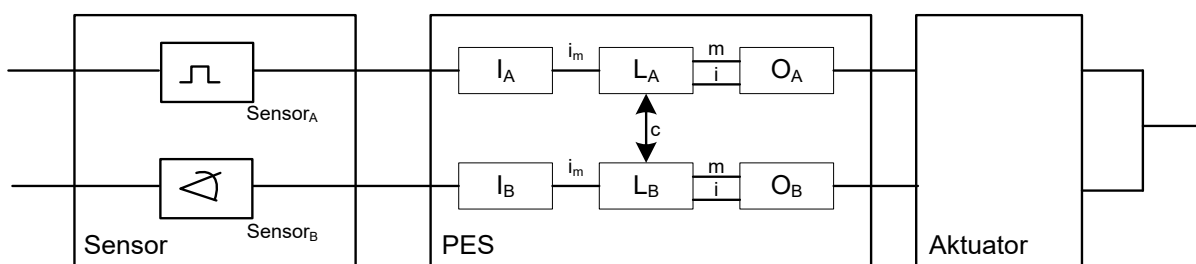 i_m m
I_A L_A i O_A
Sensor_A
c
i_m m
I_B L_B i O_B
Sensor_B
Sensor PES Aktuator